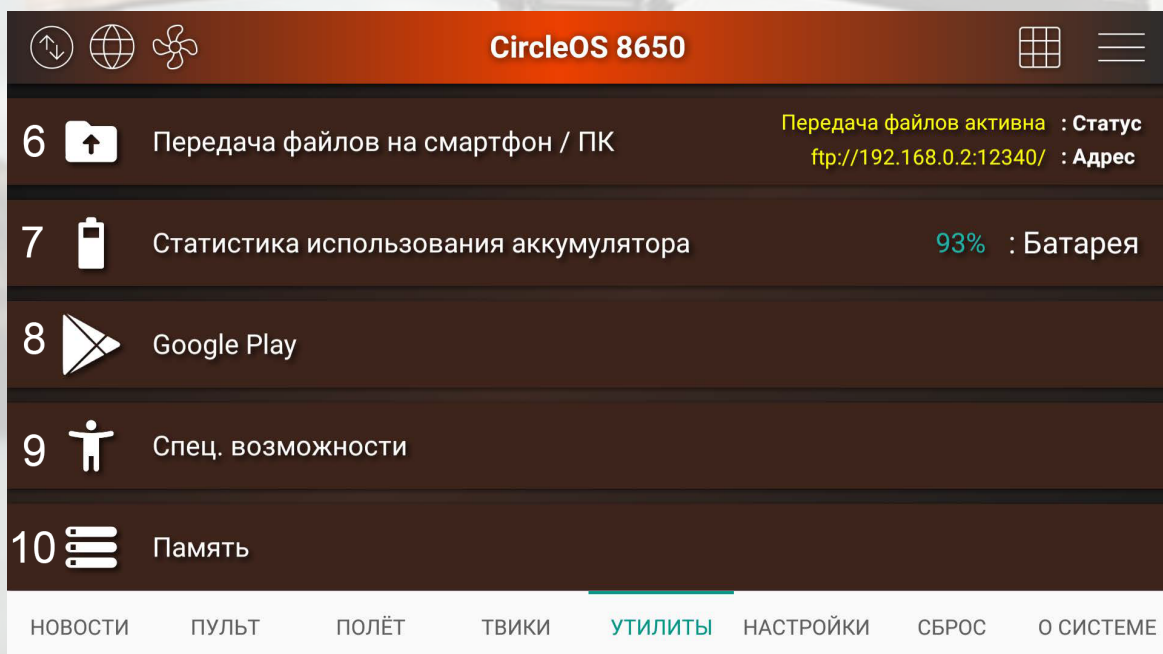 CircleOS 8650
6 Передача файлов на смартфон / ПК
Передача файлов активна : Статус
ftp://192.168.0.2:12340/ : Адрес
7 Статистика использования аккумулятора 93% : Батарея
8 Google Play
9 Спец. возможности
10 Память
НОВОСТИ ПУЛЬТ ПОЛЁТ ТВИКИ УТИЛИТЫ НАСТРОЙКИ СБРОС О СИСТЕМЕ